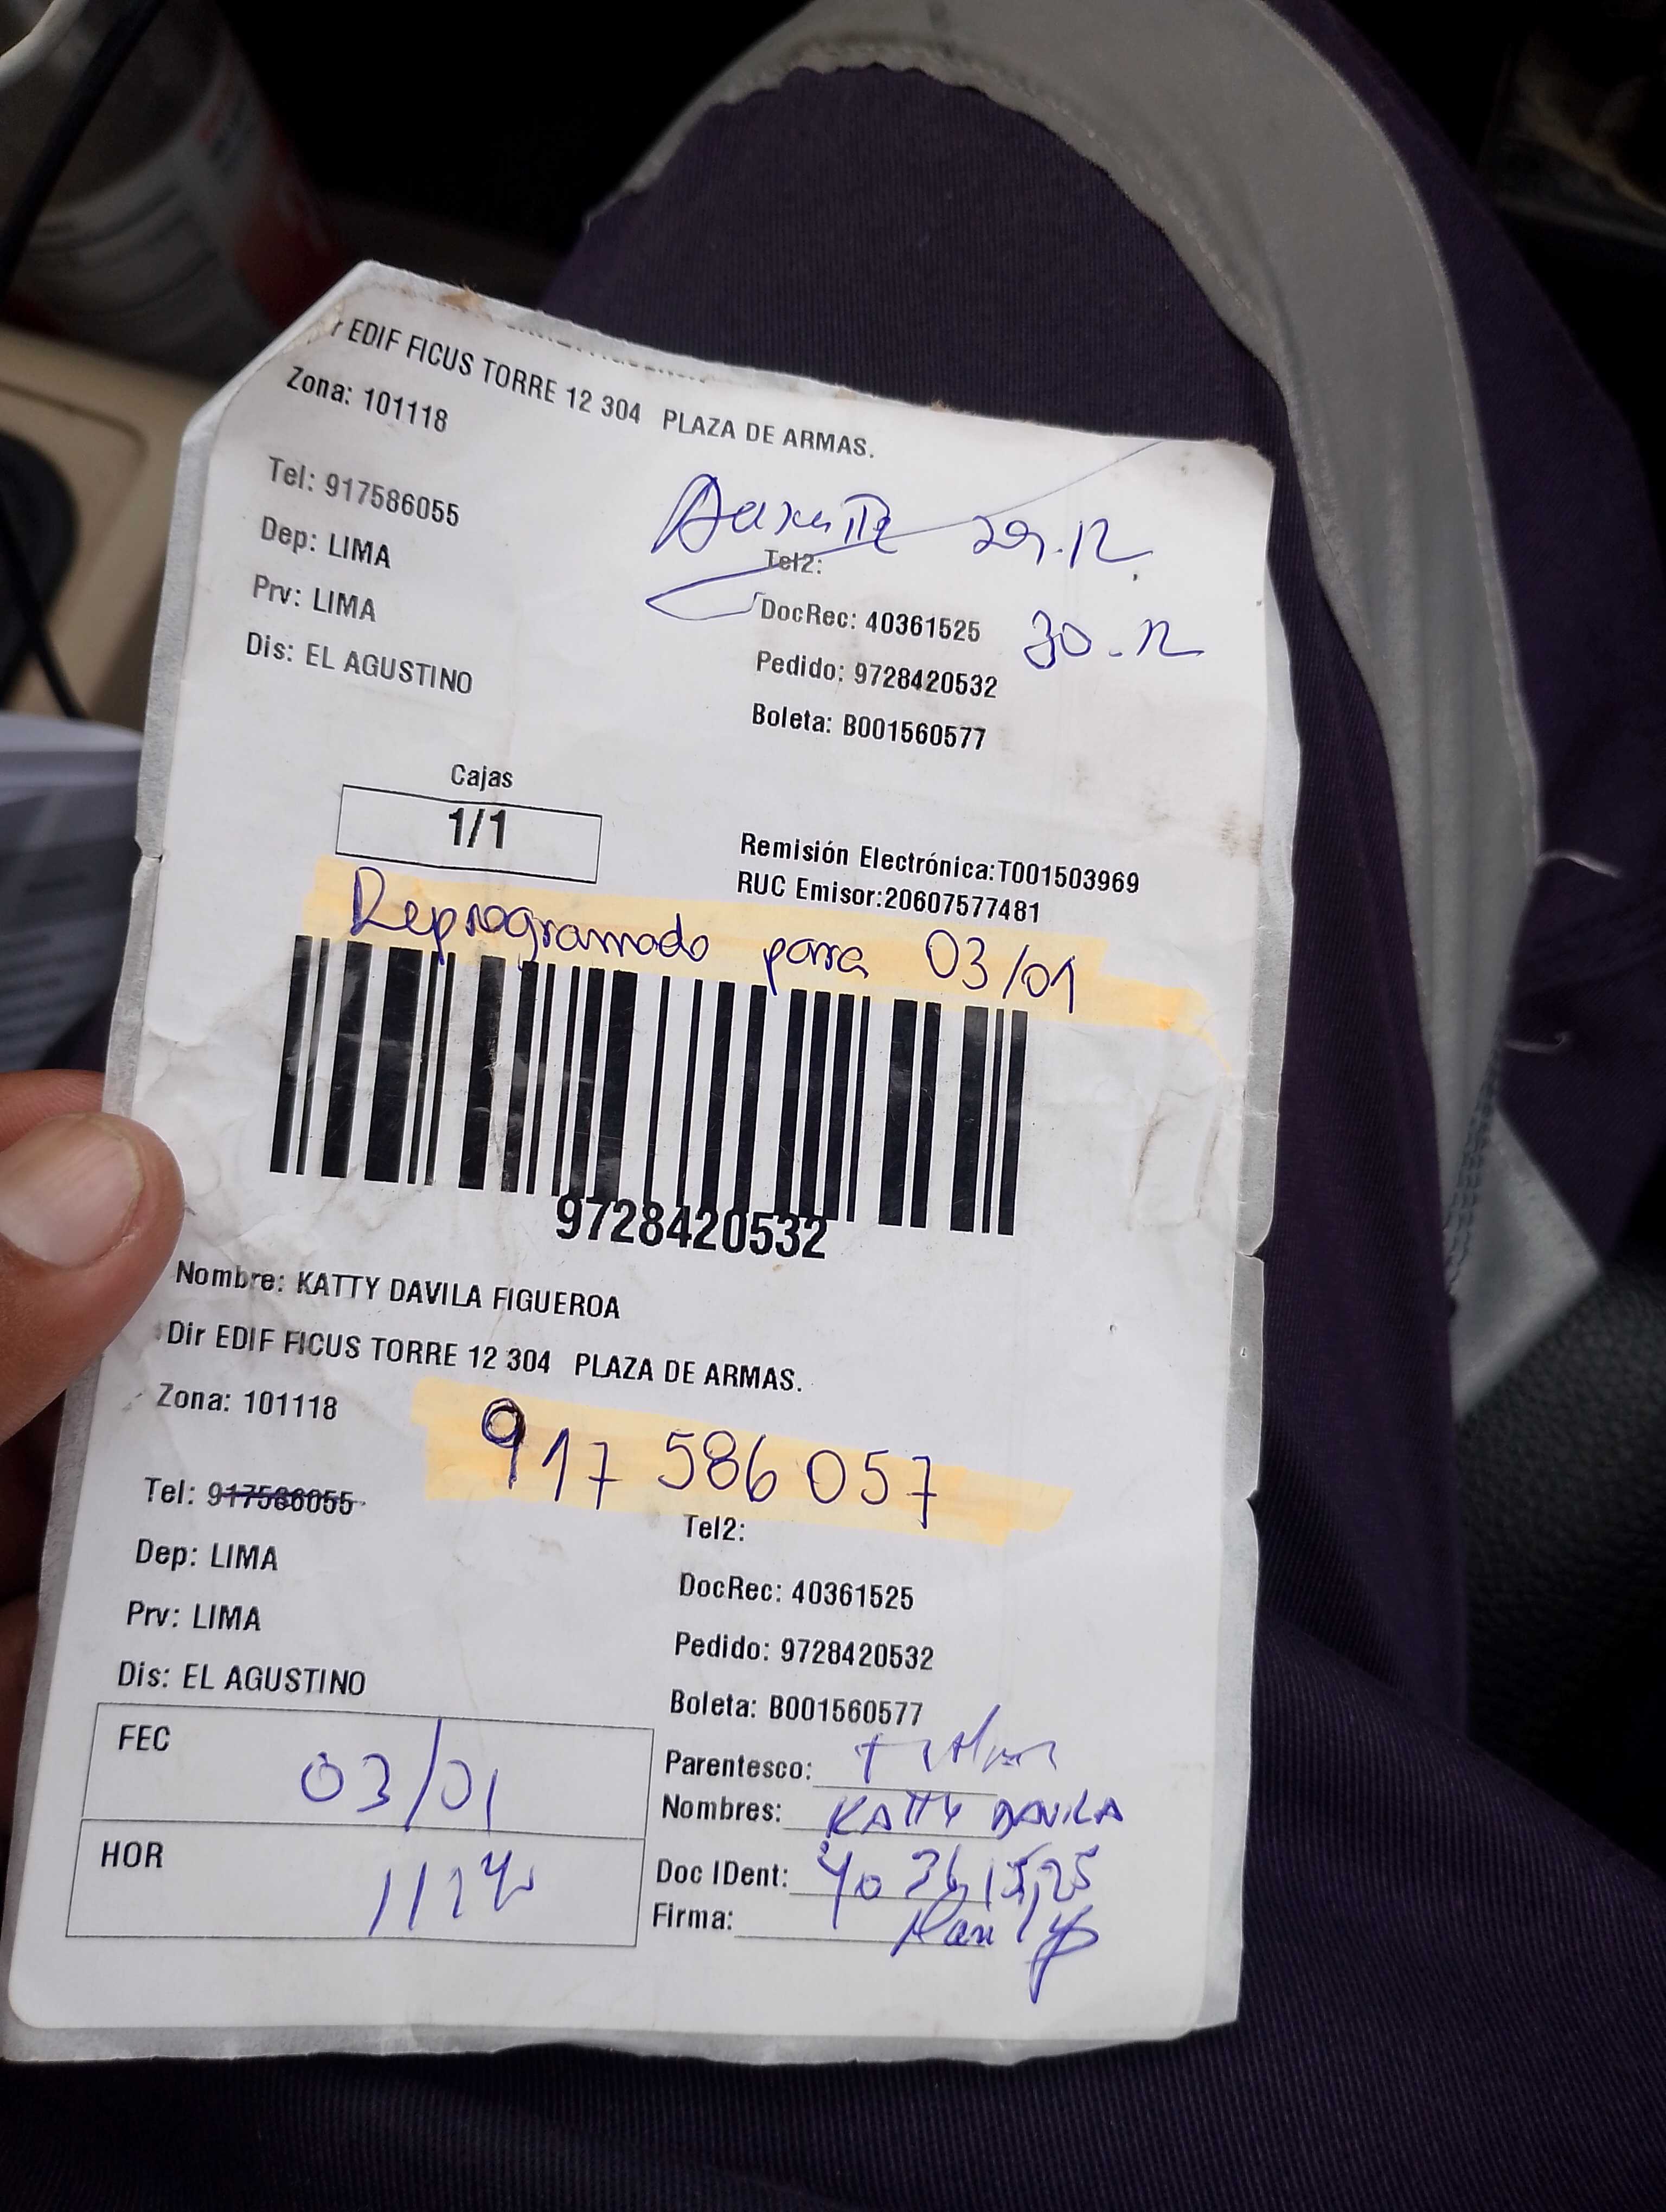 r EDIF FICUS TORRE 12 304 PLAZA DE ARMAS.
Zona: 101118
Tel: 917586055
29.12
Dep: LIMA
Tel2:
Prv: LIMA
DocRec: 40361525
30.12
Dis: EL AGUSTINO
Pedido: 9728420532
Boleta: B001560577
Cajas
1/1
Remisión Electrónica:T001503969
RUC Emisor:20607577481
Reprogramado para 03/01
9728420532
Nombre: KATTY DAVILA FIGUEROA
Dir EDIF FICUS TORRE 12 304 PLAZA DE ARMAS.
Zona: 101118
917 586 057
Tel: 917586055
Tel2:
Dep: LIMA
DocRec: 40361525
Prv: LIMA
Pedido: 9728420532
Dis: EL AGUSTINO
Boleta: B001560577
FEC 03/01
Parentesco:
Nombres: KATTY DAVILA
HOR
Doc IDent: 40361525
Firma: